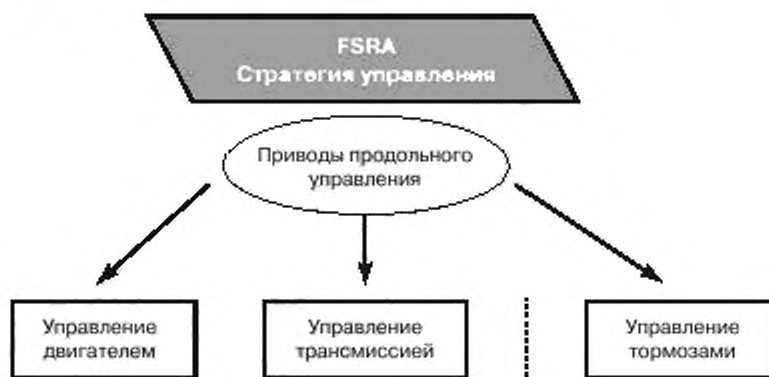 FSRA
Стратегия управления
Приводы продольного
управления
Управление
двигателем
Управление
трансмиссией
Управление
тормозами